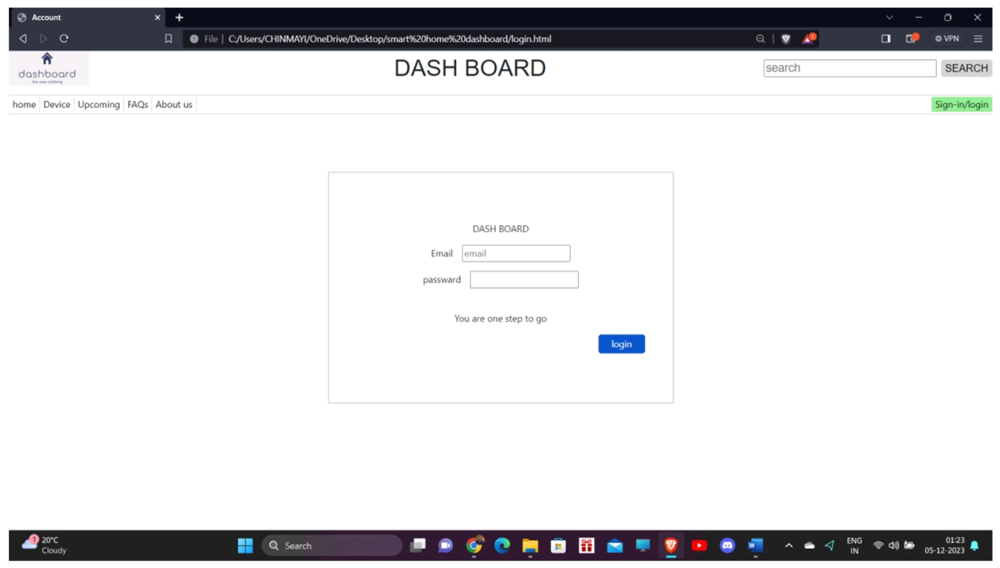 Account
File | C:/Users/CHINMAYI/OneDrive/Desktop/smart%20home%20dashboard/login.html
1
VPN
dashboard
the new nothing
DASH BOARD
search
SEARCH
home
Device
Upcoming
FAQs
About us
Sign-in/login
DASH BOARD
Email
email
passward
You are one step to go
login
1
20°C
Cloudy
Search
W
ENG
IN
01:23
05-12-2023